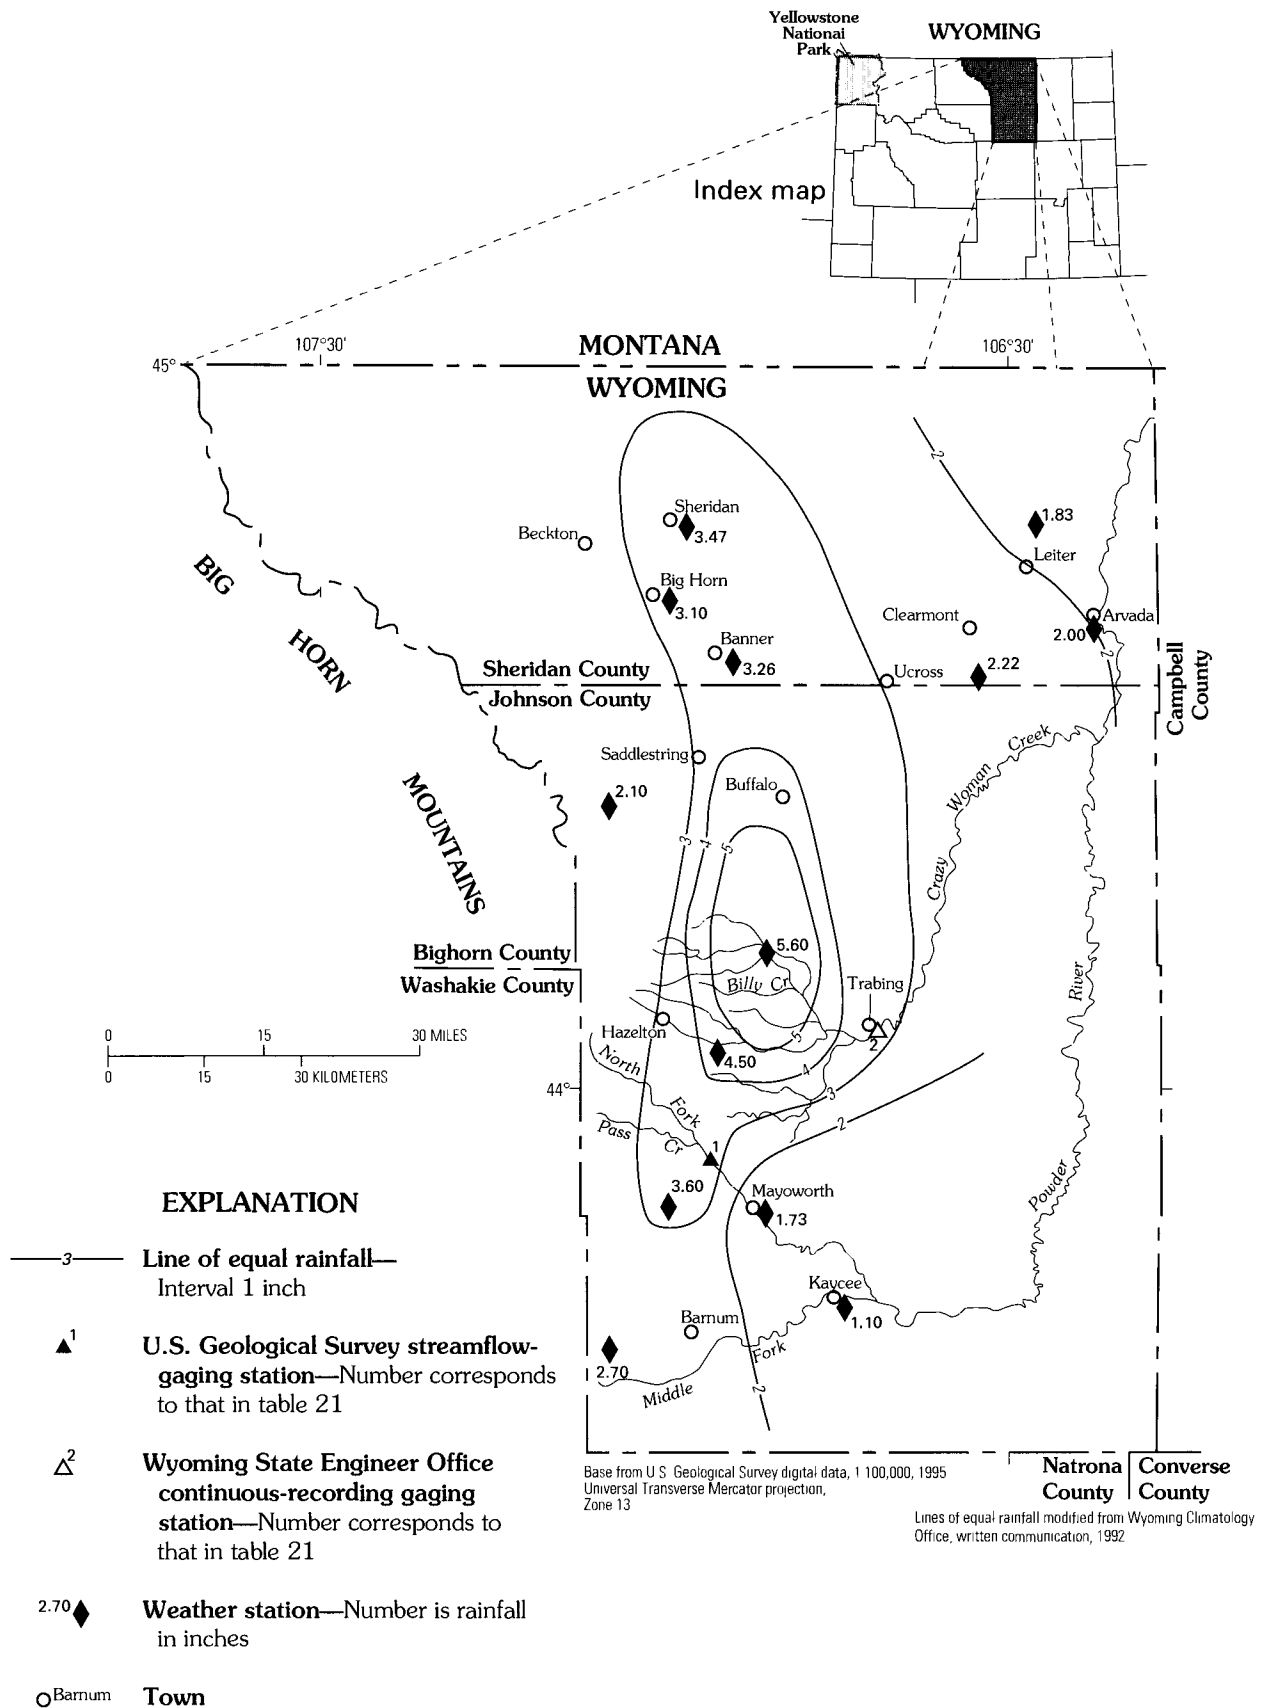 Yellowstone
National
Park
WYOMING
Index map
107°30'
MONTANA
106°30'
45°
WYOMING
2
Sheridan
3.47
1.83
Beckton
Leiter
BIG
Big Horn
3.10
Clearmont
Arvada
2.00
HORN
Banner
3.26
2
Sheridan County
Ucross
2.22
Johnson County
Campbell
County
Saddlestring
Crazy Woman Creek
MOUNTAINS
2.10
Buffalo
3
4
5
Bighorn County
5.60
Washakie County
Billy Cr
Trabing
Powder River
0 15 30 MILES
0 15 30 KILOMETERS
Hazelton
5
2
4.50
4
North Fork
44°
3
Pass Cr
2
1
3.60
Mayoworth
1.73
Kaycee
1.10
Barnum
2.70
Middle Fork
2
EXPLANATION
3
Line of equal rainfall—
Interval 1 inch
1
U.S. Geological Survey streamflow-
gaging station—Number corresponds
to that in table 21
2
Wyoming State Engineer Office
continuous-recording gaging
station—Number corresponds to
that in table 21
2.70
Weather station—Number is rainfall
in inches
Barnum
Town
Base from U S Geological Survey digital data, 1 100,000, 1995
Universal Transverse Mercator projection,
Zone 13
Natrona
County
Converse
County
Lines of equal rainfall modified from Wyoming Climatology
Office, written communication, 1992